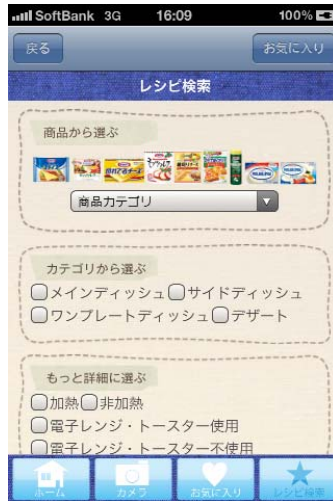 SoftBank 3G 16:09 100%
戻る お気に入り
レシピ検索
商品から選ぶ
商品カテゴリ
カテゴリから選ぶ
メインディッシュ サイドディッシュ
ワンプレートディッシュ デザート
もっと詳細に選ぶ
加熱 非加熱
電子レンジ・トースター使用
電子レンジ・トースター不使用
ホーム カメラ お気に入り レシピ検索